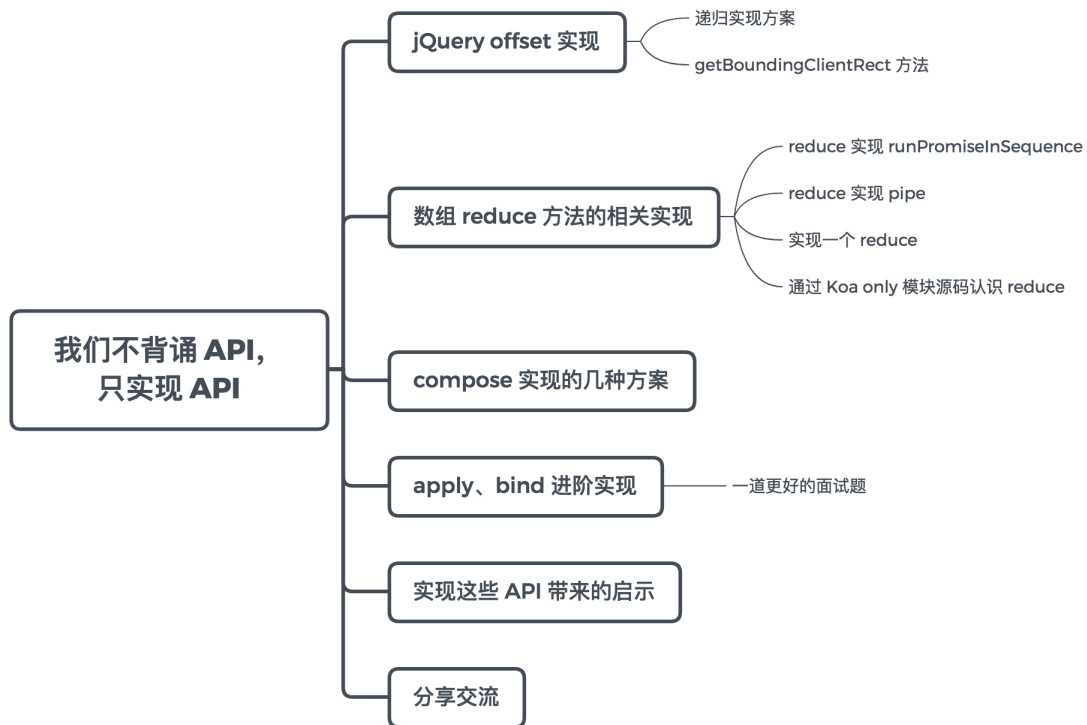 jQuery offset 实现
递归实现方案
getBoundingClientRect 方法
数组 reduce 方法的相关实现
reduce 实现 runPromiseInSequence
reduce 实现 pipe
实现一个 reduce
通过 Koa only 模块源码认识 reduce
我们不背诵 API，
只实现 API
compose 实现的几种方案
apply、bind 进阶实现
一道更好的面试题
实现这些 API 带来的启示
分享交流